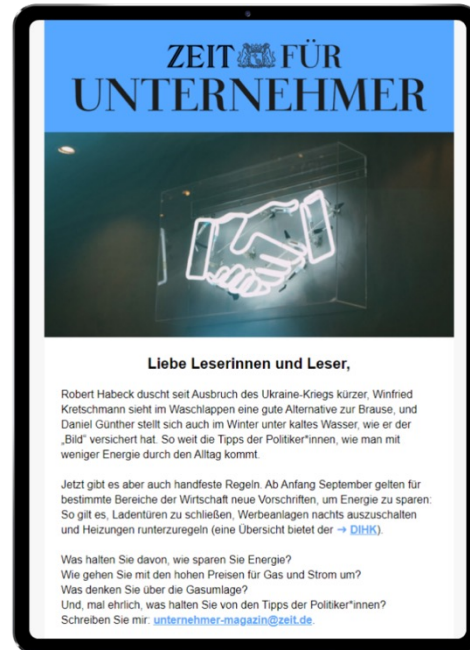 ZEIT FÜR
UNTERNEHMER
Liebe Leserinnen und Leser,
Robert Habeck duscht seit Ausbruch des Ukraine-Kriegs kürzer, Winfried
Kretschmann sieht im Waschlappen eine gute Alternative zur Brause, und
Daniel Günther stellt sich auch im Winter unter kaltes Wasser, wie er der
„Bild" versichert hat. So weit die Tipps der Politiker*innen, wie man mit
weniger Energie durch den Alltag kommt.
Jetzt gibt es aber auch handfeste Regeln. Ab Anfang September gelten für
bestimmte Bereiche der Wirtschaft neue Vorschriften, um Energie zu sparen:
So gilt es, Ladentüren zu schließen, Werbeanlagen nachts auszuschalten
und Heizungen runterzuregeln (eine Übersicht bietet der → DIHK).
Was halten Sie davon, wie sparen Sie Energie?
Wie gehen Sie mit den hohen Preisen für Gas und Strom um?
Was denken Sie über die Gasumlage?
Und, mal ehrlich, was halten Sie von den Tipps der Politiker*innen?
Schreiben Sie mir: unternehmer-magazin@zeit.de.